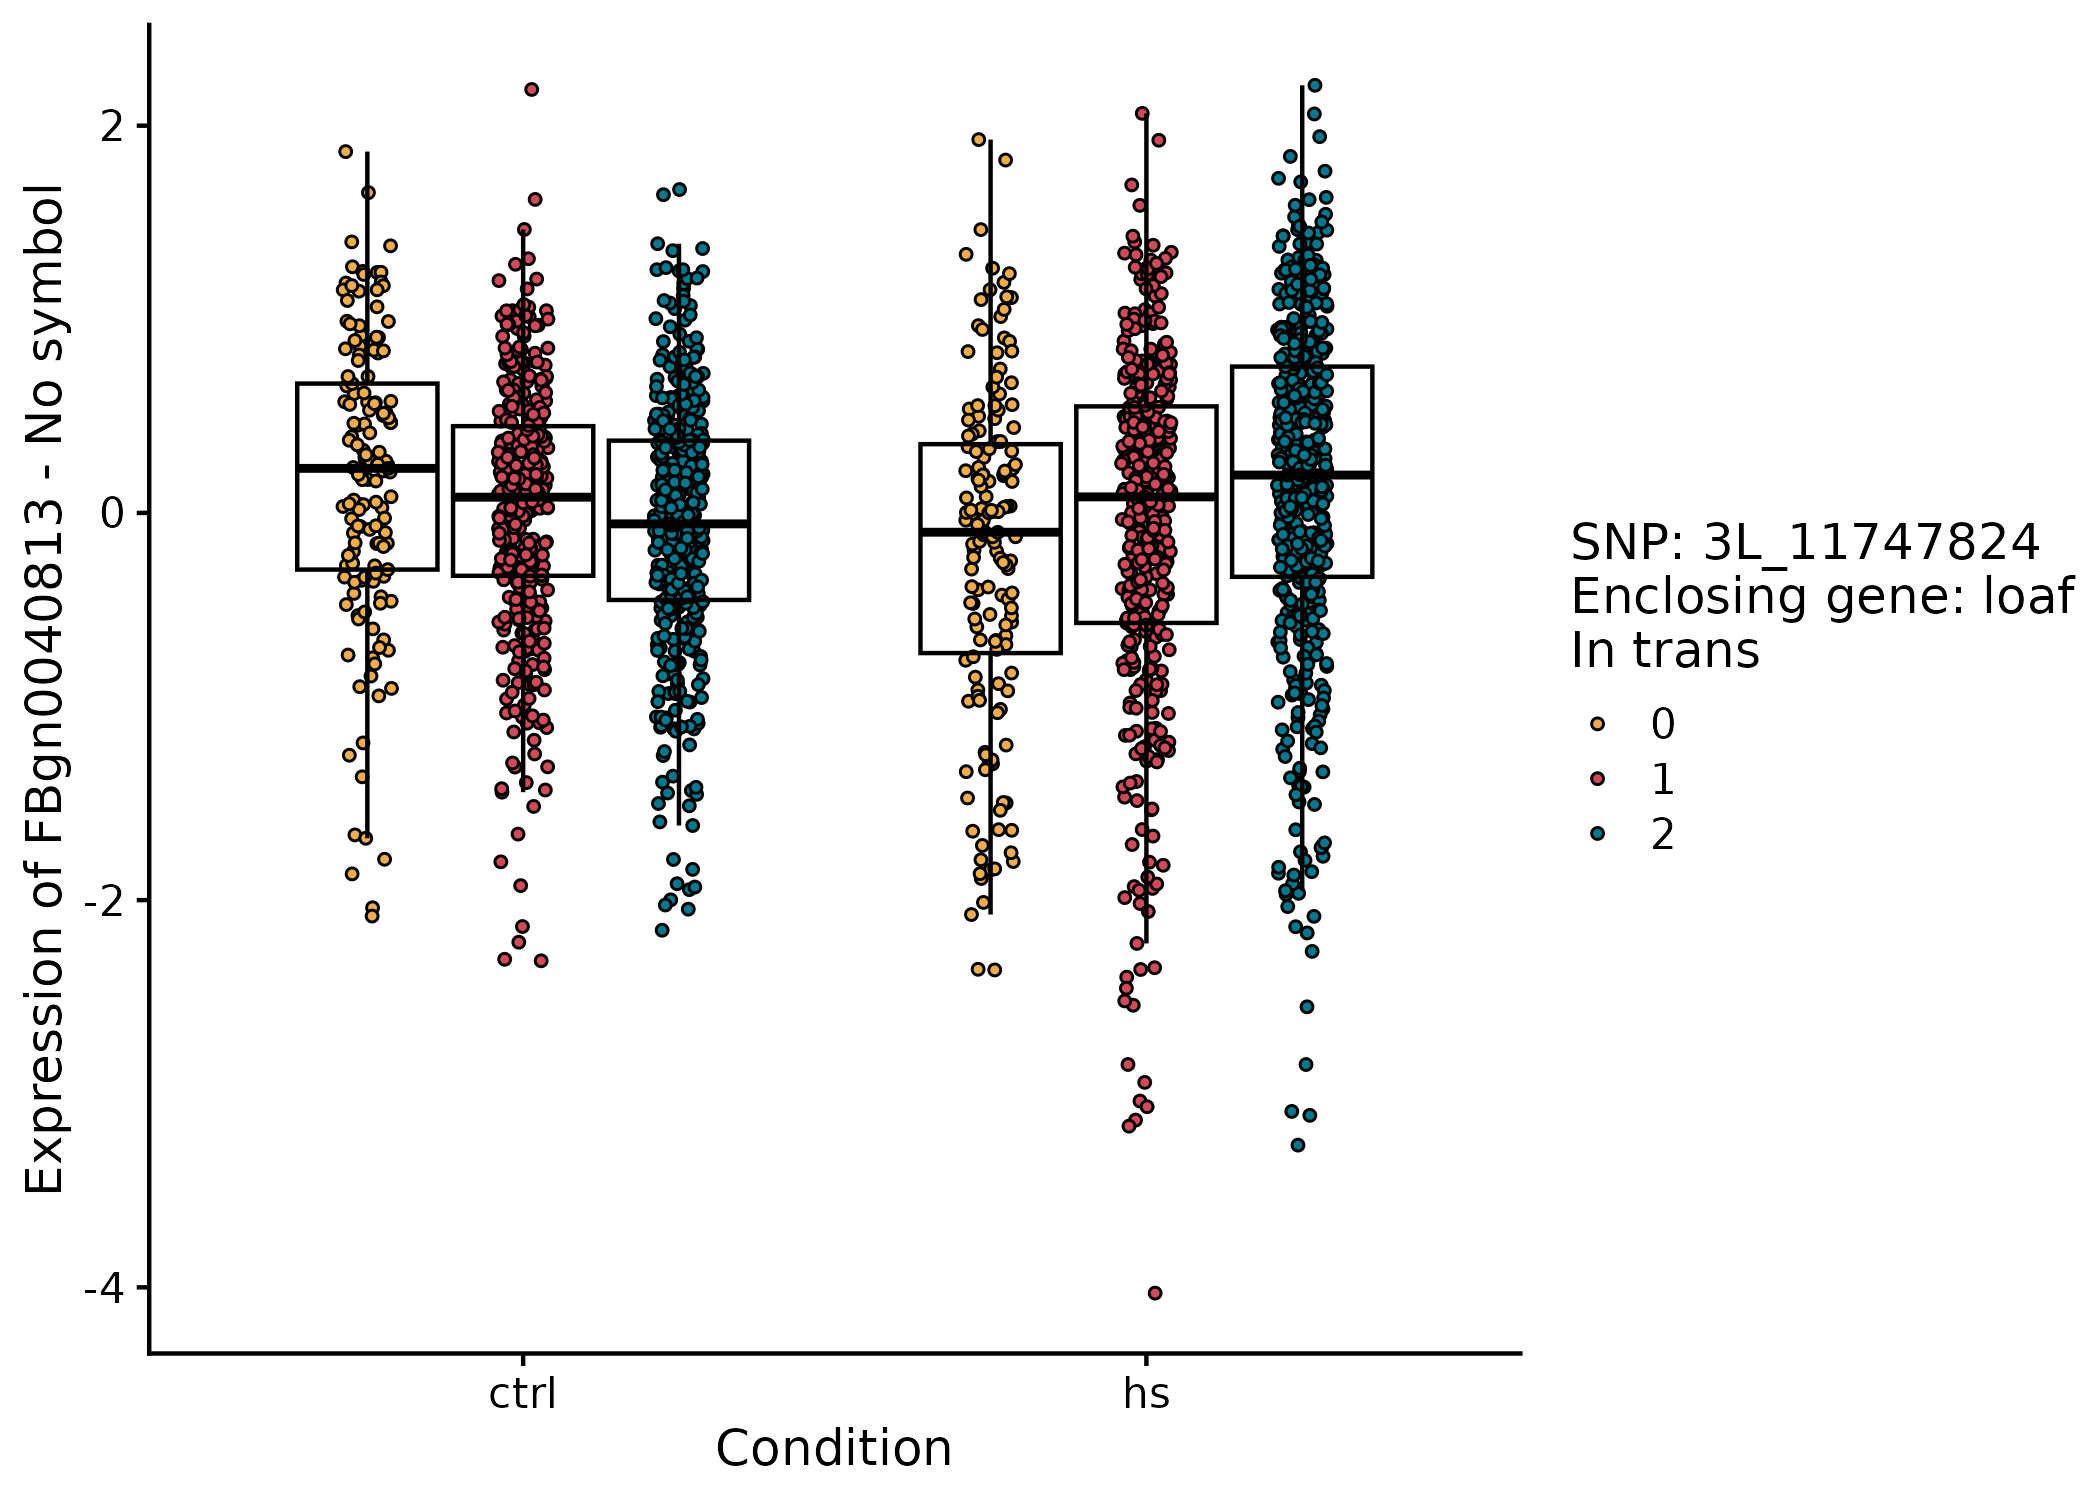 Expression of FBgn0040813 - No symbol
2
0
-2
-4
ctrl
hs
Condition
SNP: 3L_11747824
Enclosing gene: loaf
In trans
0
1
2